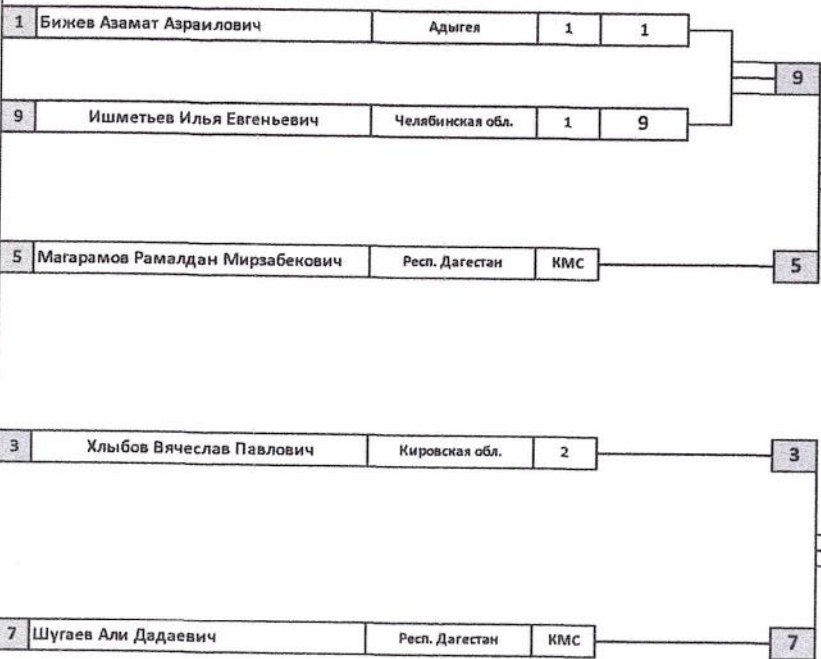 1 Бижев Азамат Азраилович Адыгея 1 1
9
9 Ишметьев Илья Евгеньевич Челябинская обл. 1 9
5 Магарамов Рамалдан Мирзабекович Респ. Дагестан КМС 5
3 Хлыбов Вячеслав Павлович Кировская обл. 2 3
7 Шугаев Али Дадаевич Респ. Дагестан КМС 7